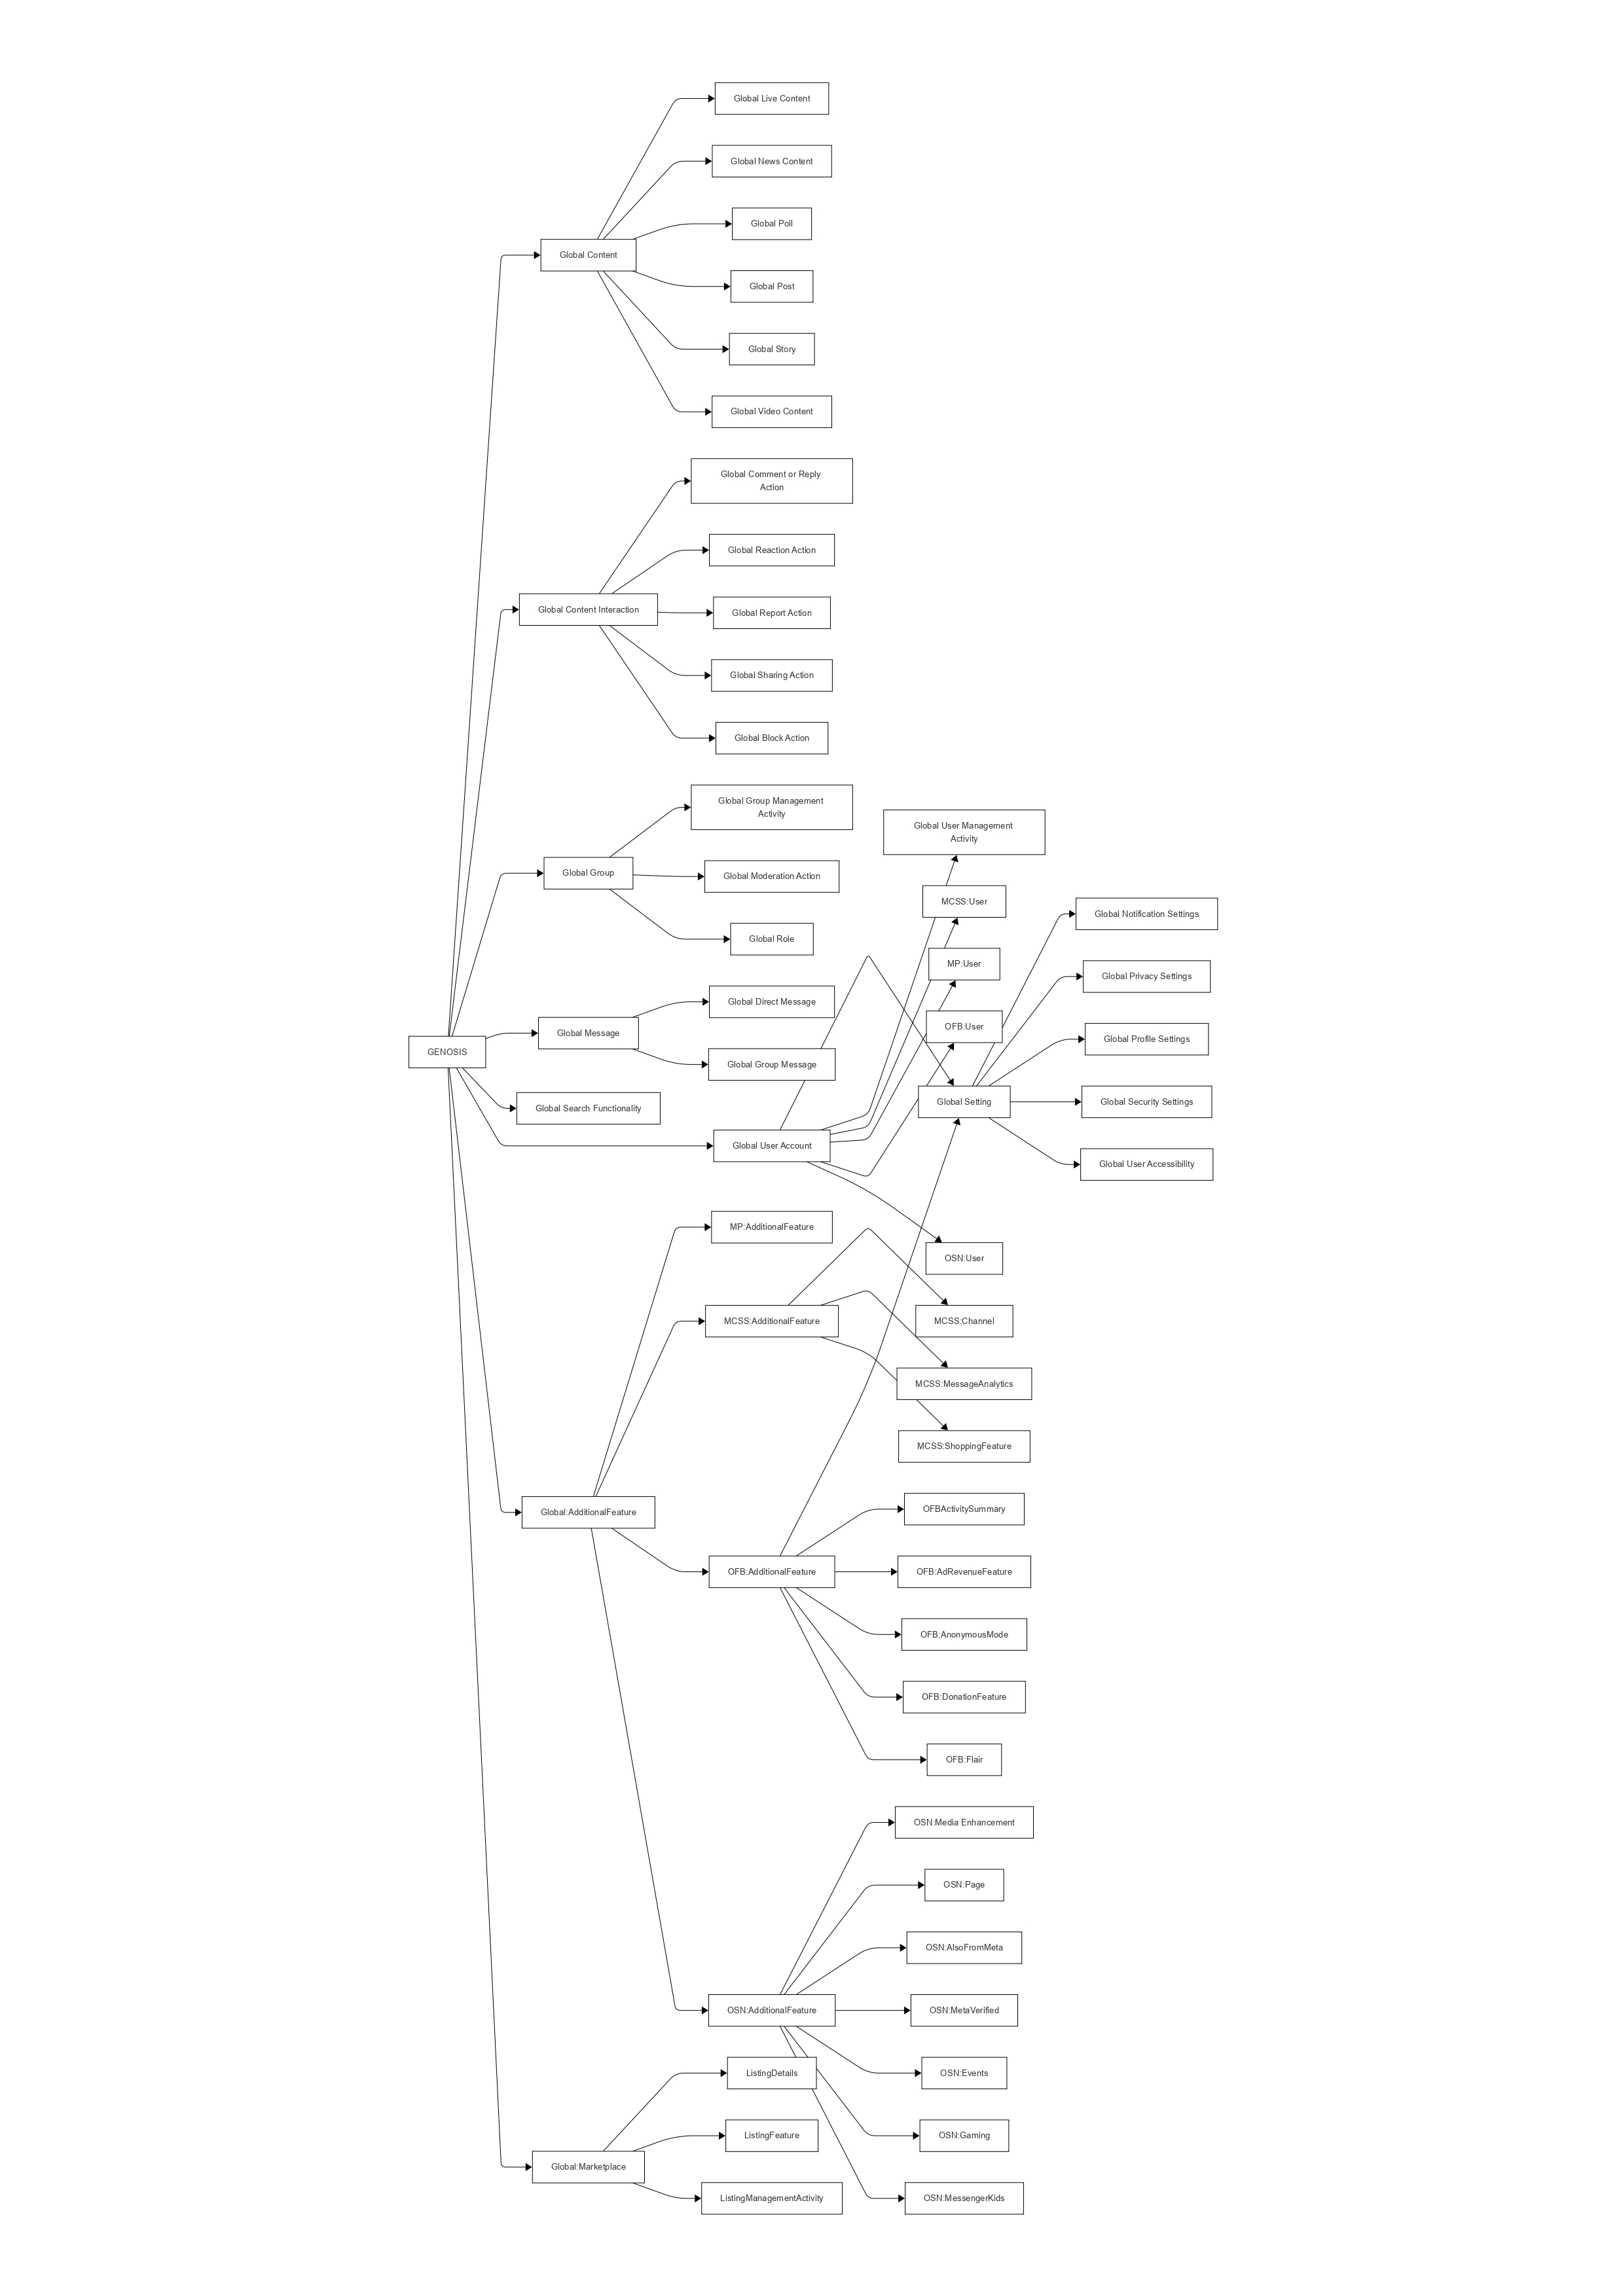 Global Live Content
Global News Content
Global Poll
Global Content
Global Post
Global Story
Global Video Content
Global Comment or Reply
Action
Global Reaction Action
Global Content Interaction
Global Report Action
Global Sharing Action
Global Block Action
Global Group Management
Activity
Global User Management
Activity
Global Group
Global Moderation Action
MCSS:User
Global Notification Settings
Global Role
MP:User
Global Privacy Settings
Global Direct Message
OFB:User
Global Message
Global Profile Settings
GENOSIS
Global Group Message
Global Setting
Global Security Settings
Global Search Functionality
Global User Account
Global User Accessibility
MP:AdditionalFeature
OSN:User
MCSS:AdditionalFeature
MCSS:Channel
MCSS:MessageAnalytics
MCSS:ShoppingFeature
OFBActivitySummary
Global:AdditionalFeature
OFB:AdditionalFeature
OFB:AdRevenueFeature
OFB:AnonymousMode
OFB:DonationFeature
OFB:Flair
OSN:Media Enhancement
OSN:Page
OSN:AlsoFromMeta
OSN:AdditionalFeature
OSN:MetaVerified
ListingDetails
OSN:Events
ListingFeature
OSN:Gaming
Global:Marketplace
ListingManagementActivity
OSN:MessengerKids